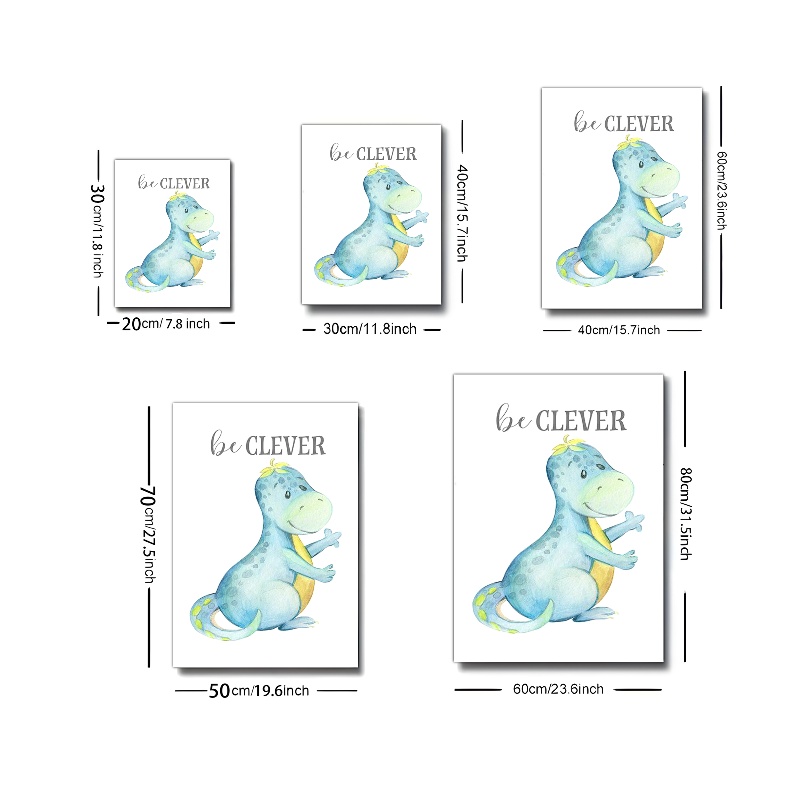 be CLEVER
30cm/11.8 inch
20cm/ 7.8 inch
be CLEVER
40cm/15.7inch
30cm/11.8inch
be CLEVER
60cm/23.6inch
40cm/15.7inch
be CLEVER
70cm/27.5inch
50cm/19.6inch
be CLEVER
80cm/31.5inch
60cm/23.6inch